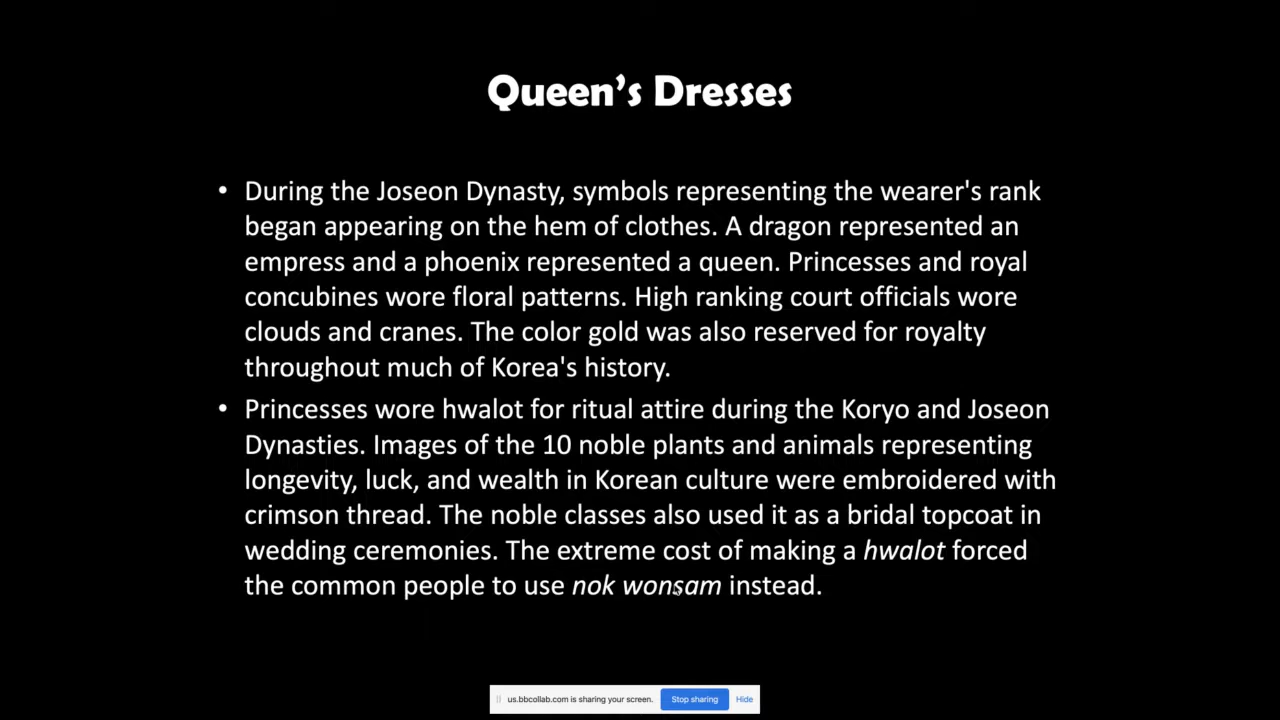 Queen’s Dresses
• During the Joseon Dynasty, symbols representing the wearer's rank
began appearing on the hem of clothes. A dragon represented an
empress and a phoenix represented a queen. Princesses and royal
concubines wore floral patterns. High ranking court officials wore
clouds and cranes. The color gold was also reserved for royalty
throughout much of Korea's history.
• Princesses wore hwalot for ritual attire during the Koryo and Joseon
Dynasties. Images of the 10 noble plants and animals representing
longevity, luck, and wealth in Korean culture were embroidered with
crimson thread. The noble classes also used it as a bridal topcoat in
wedding ceremonies. The extreme cost of making a hwalot forced
the common people to use nok wonsam instead.
us.bbcollab.com is sharing your screen. Stop sharing Hide